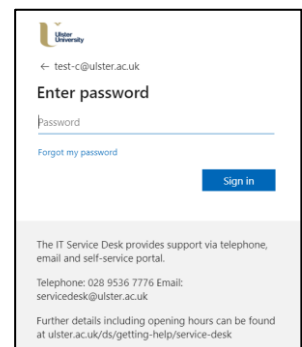 Ulster
University
← test-c@ulster.ac.uk
Enter password
Password
Forgot my password
Sign in
The IT Service Desk provides support via telephone,
email and self-service portal.
Telephone: 028 9536 7776 Email:
servicedesk@ulster.ac.uk
Further details including opening hours can be found
at ulster.ac.uk/ds/getting-help/service-desk